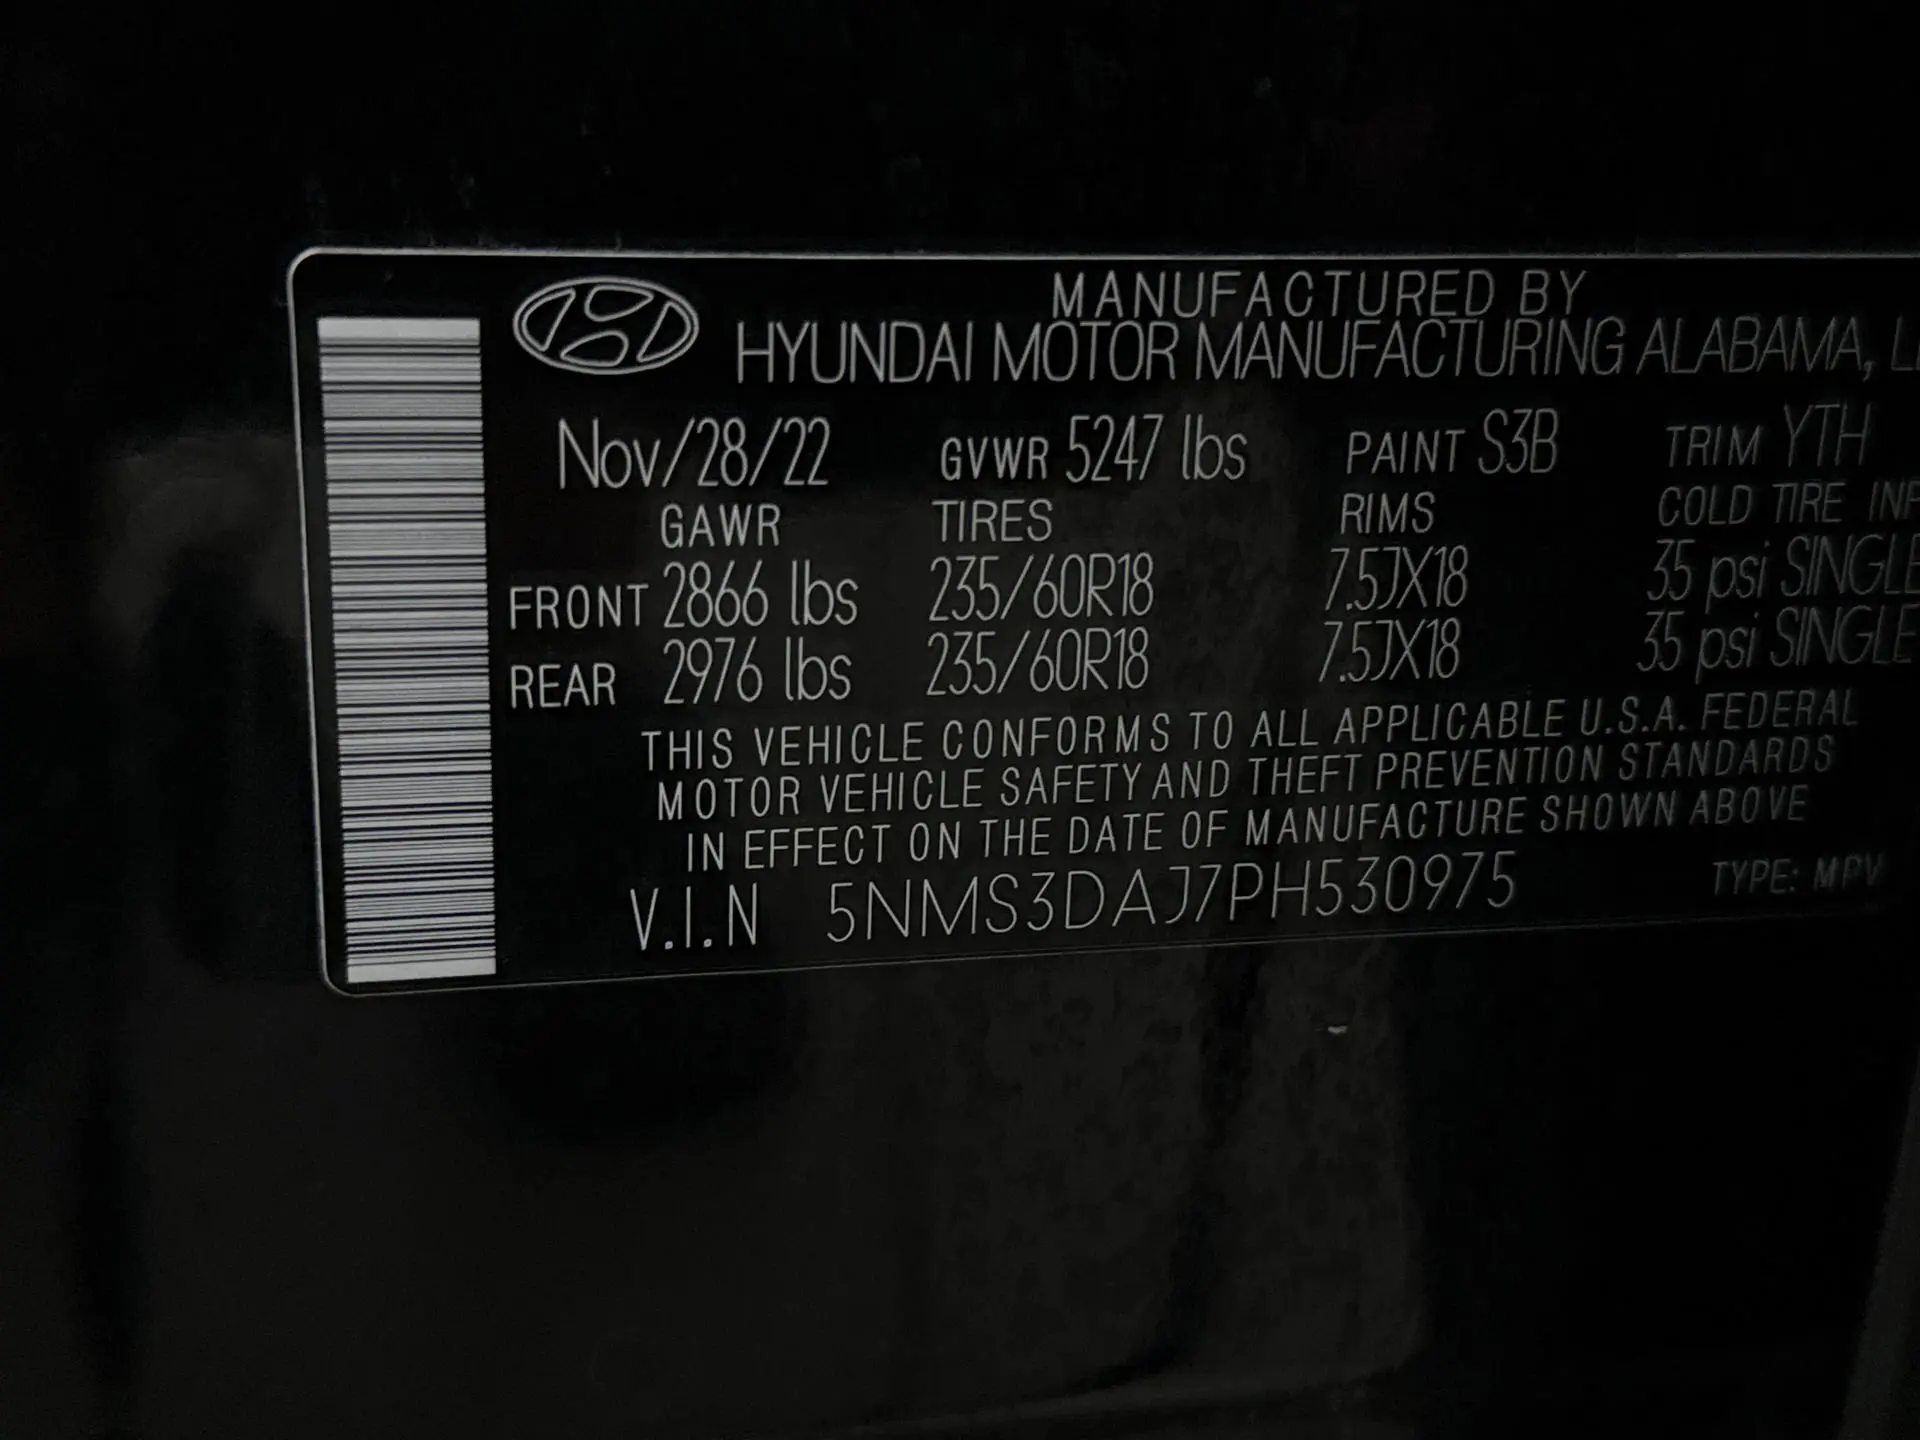 MANUFACTURED BY
HYUNDAI MOTOR MANUFACTURING ALABAMA,
Nov/28/22 GVWR 5247 lbs PAINT S3B TRIM YTH
GAWR TIRES RIMS COLD TIRE INF
FRONT 2866 lbs 235/60R18 7.5JX18 35 psi SINGLE
REAR 2976 lbs 235/60R18 7.5JX18 35 psi SINGLE
THIS VEHICLE CONFORMS TO ALL APPLICABLE U.S.A. FEDERAL
MOTOR VEHICLE SAFETY AND THEFT PREVENTION STANDARDS
IN EFFECT ON THE DATE OF MANUFACTURE SHOWN ABOVE
V.I.N 5NMS3DAJ7PH530975 TYPE: MPV